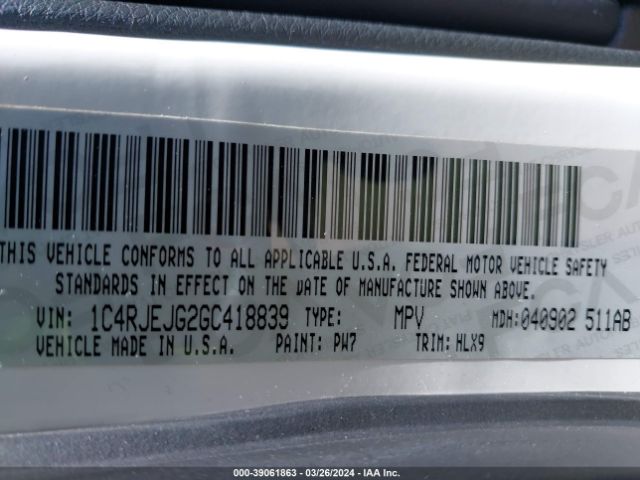 THIS VEHICLE CONFORMS TO ALL APPLICABLE U.S.A. FEDERAL MOTOR VEHICLE SAFETY
STANDARDS IN EFFECT ON THE DATE OF MANUFACTURE SHOWN ABOVE.
VIN: 1C4RJEJG2GC418839 TYPE: MPV MDH:040902 511AB
VEHICLE MADE IN U.S.A. PAINT: PW7 TRIM:HLX9
000-39061863 | 03/26/2024 | IAA Inc.